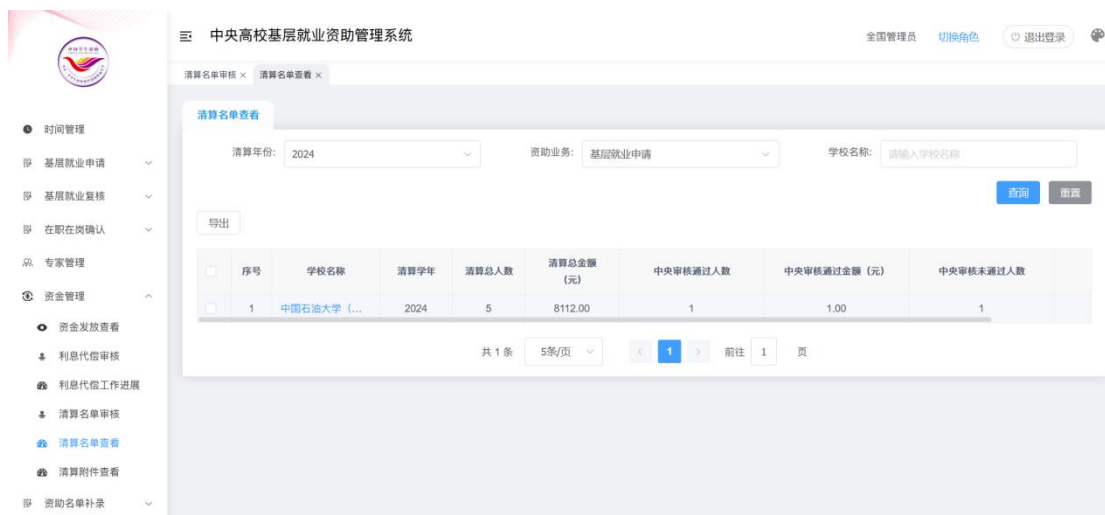 中央高校基层就业资助管理系统
全国管理员 切换角色 退出登录
清算名单审核 × 清算名单查看 ×
时间管理
基层就业申请
基层就业复核
在职在岗确认
专家管理
资金管理
资金发放查看
利息代偿审核
利息代偿工作进展
清算名单审核
清算名单查看
清算附件查看
资助名单补录
清算名单查看
清算年份: 2024 资助业务: 基层就业申请 学校名称: 请输入学校名称
查询 重置
导出
序号 学校名称 清算学年 清算总人数 清算总金额 中央审核通过人数 中央审核通过金额（元） 中央审核未通过人数
（元）
1 中国石油大学（... 2024 5 8112.00 1 1.00 1
共 1 条 5条/页 < 1 > 前往 1 页